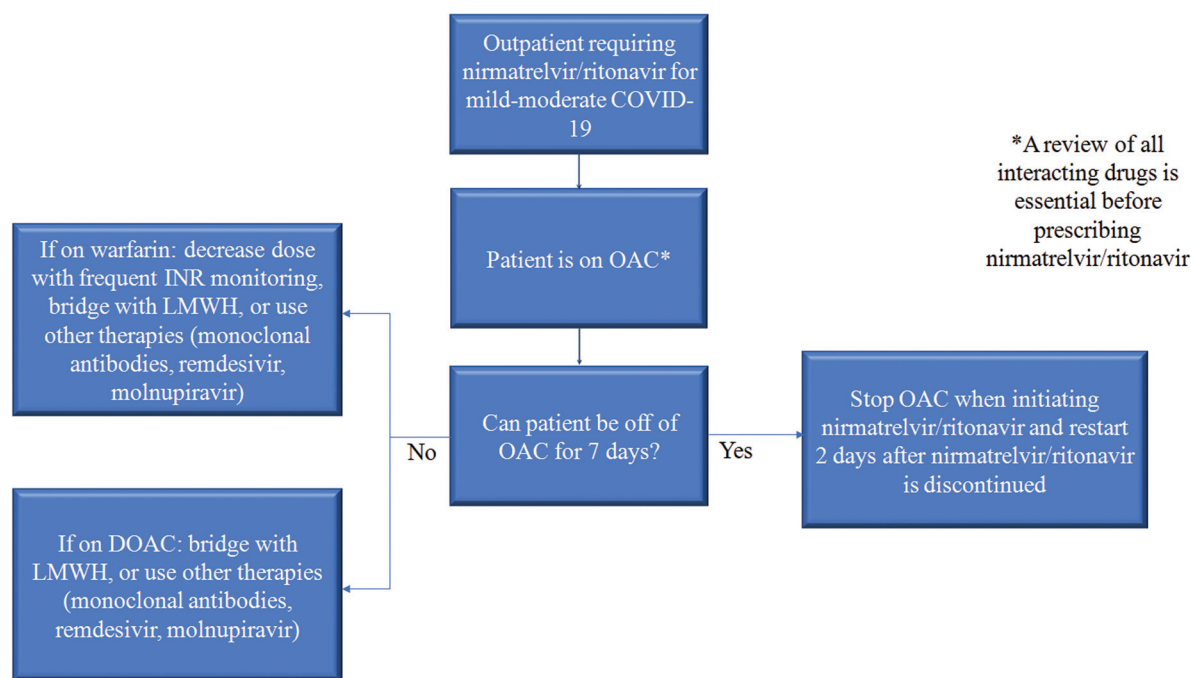 Outpatient requiring
nirmatrelvir/ritonavir for
mild-moderate COVID-
19
*A review of all
interacting drugs is
essential before
prescribing
nirmatrelvir/ritonavir
Patient is on OAC*
If on warfarin: decrease dose
with frequent INR monitoring,
bridge with LMWH, or use
other therapies (monoclonal
antibodies, remdesivir,
molnupiravir)
Can patient be off of
OAC for 7 days?
No
Yes
Stop OAC when initiating
nirmatrelvir/ritonavir and restart
2 days after nirmatrelvir/ritonavir
is discontinued
If on DOAC: bridge with
LMWH, or use other therapies
(monoclonal antibodies,
remdesivir, molnupiravir)